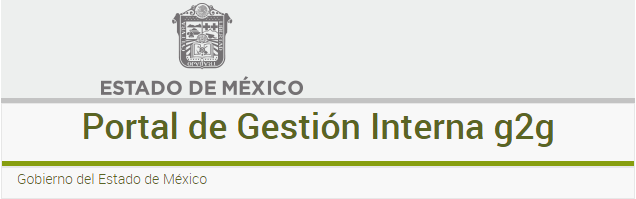 ESTADO DE MÉXICO
Portal de Gestión Interna g2g
Gobierno del Estado de México